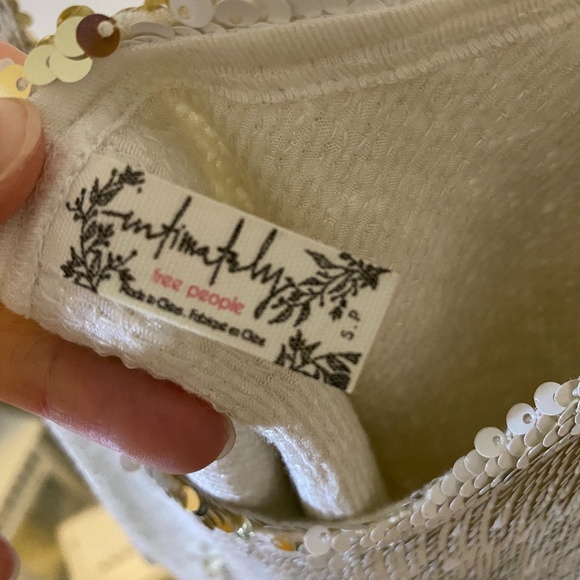 intimately
free people
Made in China. Fabriqué en Chine
S.P